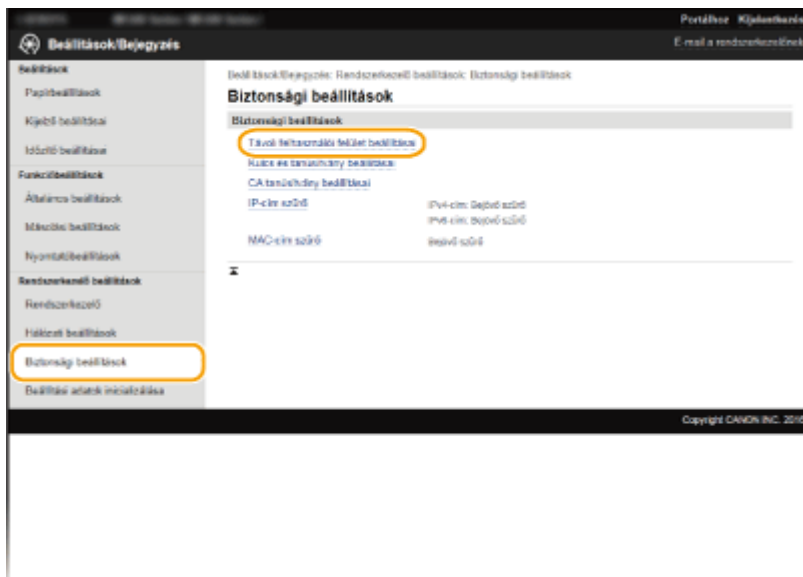 Portálhoz Kijelentkezés
Beállítások/Bejegyzés
E-mail a rendszerkezelőnek
Beállítások
Papírbeállítások
Kijelző beállításai
Időzítő beállításai
Funkcióbeállítások
Általános beállítások
Másolási beállítások
Nyomtatóbeállítások
Rendszerkezelő beállítások
Rendszerkezelő
Hálózati beállítások
Biztonsági beállítások
Beállítási adatok inicializálása
Beállítások/Bejegyzés: Rendszerkezelő beállítások: Biztonsági beállítások
Biztonsági beállítások
Biztonsági beállítások
Távoli felhasználói felület beállításai
Kulcs és tanúsítvány beállításai
CA tanúsítvány beállításai
IP-cím szűrő
IPv4-cím: Bejövő szűrő
IPv6-cím: Bejövő szűrő
MAC-cím szűrő
Bejövő szűrő
Copyright CANON INC. 2016